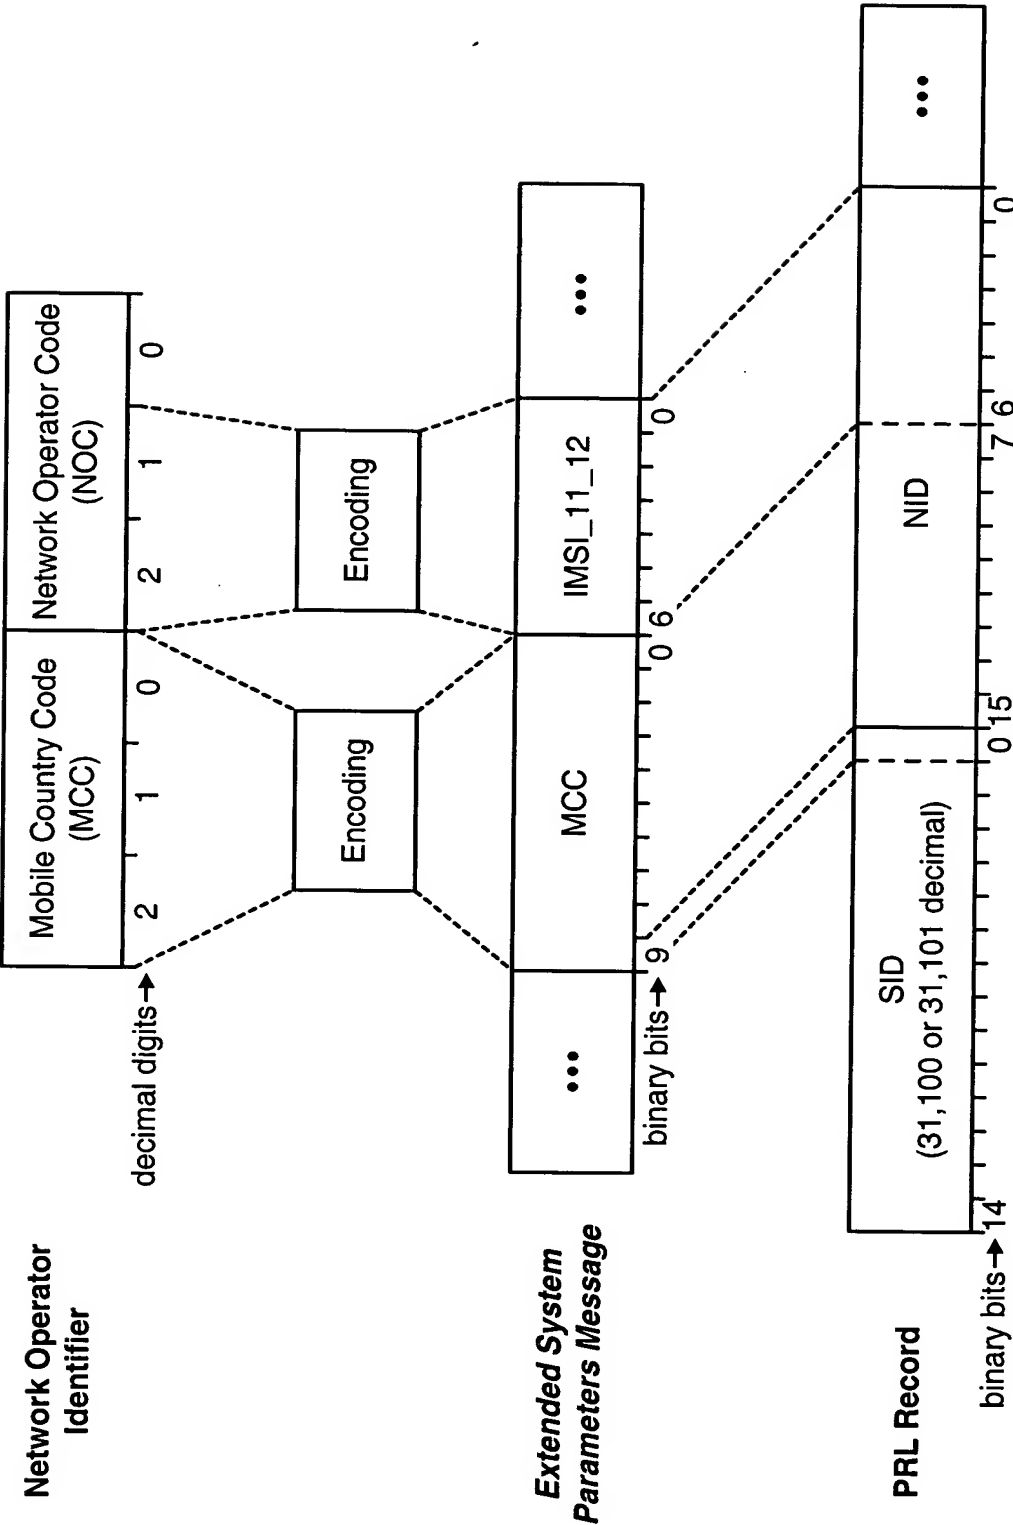 Network Operator
Identifier
Mobile Country Code
(MCC)
Network Operator Code
(NOC)
decimal digits→
2 1 0 2 1 0
Encoding
Encoding
Extended System
Parameters Message
•••
MCC
IMSI_11_12
•••
binary bits→
9 0 6 0
PRL Record
SID
(31,100 or 31,101 decimal)
NID
•••
binary bits→
14 0 15 7 6 0